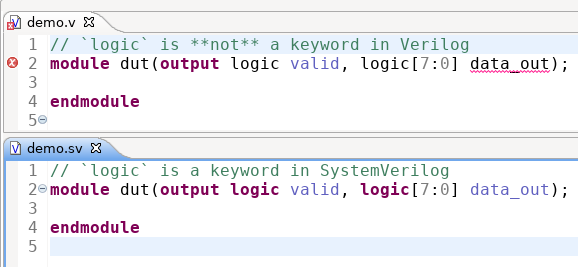 demo.v
1 // `logic` is **not** a keyword in Verilog
2 module dut(output logic valid, logic[7:0] data_out);
3
4 endmodule
5
demo.sv
1 // `logic` is a keyword in SystemVerilog
2 module dut(output logic valid, logic[7:0] data_out);
3
4 endmodule
5